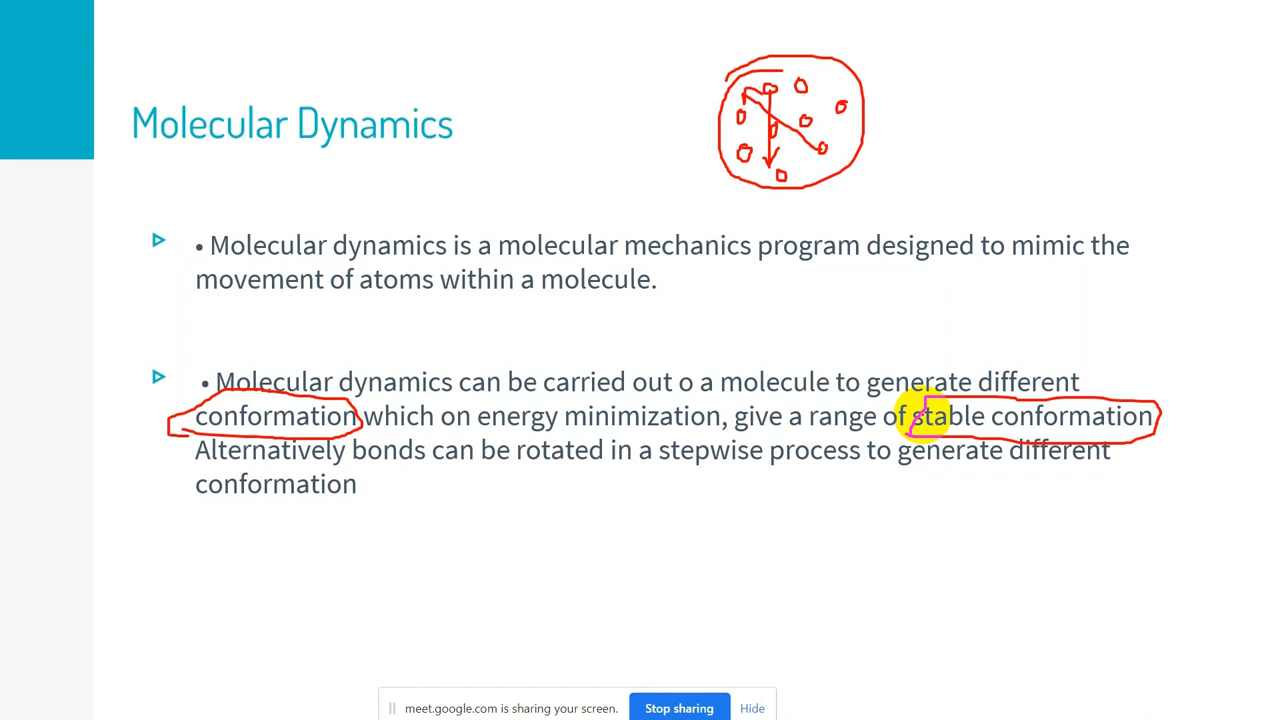 Molecular Dynamics
• Molecular dynamics is a molecular mechanics program designed to mimic the
movement of atoms within a molecule.
• Molecular dynamics can be carried out o a molecule to generate different
conformation which on energy minimization, give a range of stable conformation
Alternatively bonds can be rotated in a stepwise process to generate different
conformation
meet.google.com is sharing your screen. Stop sharing Hide